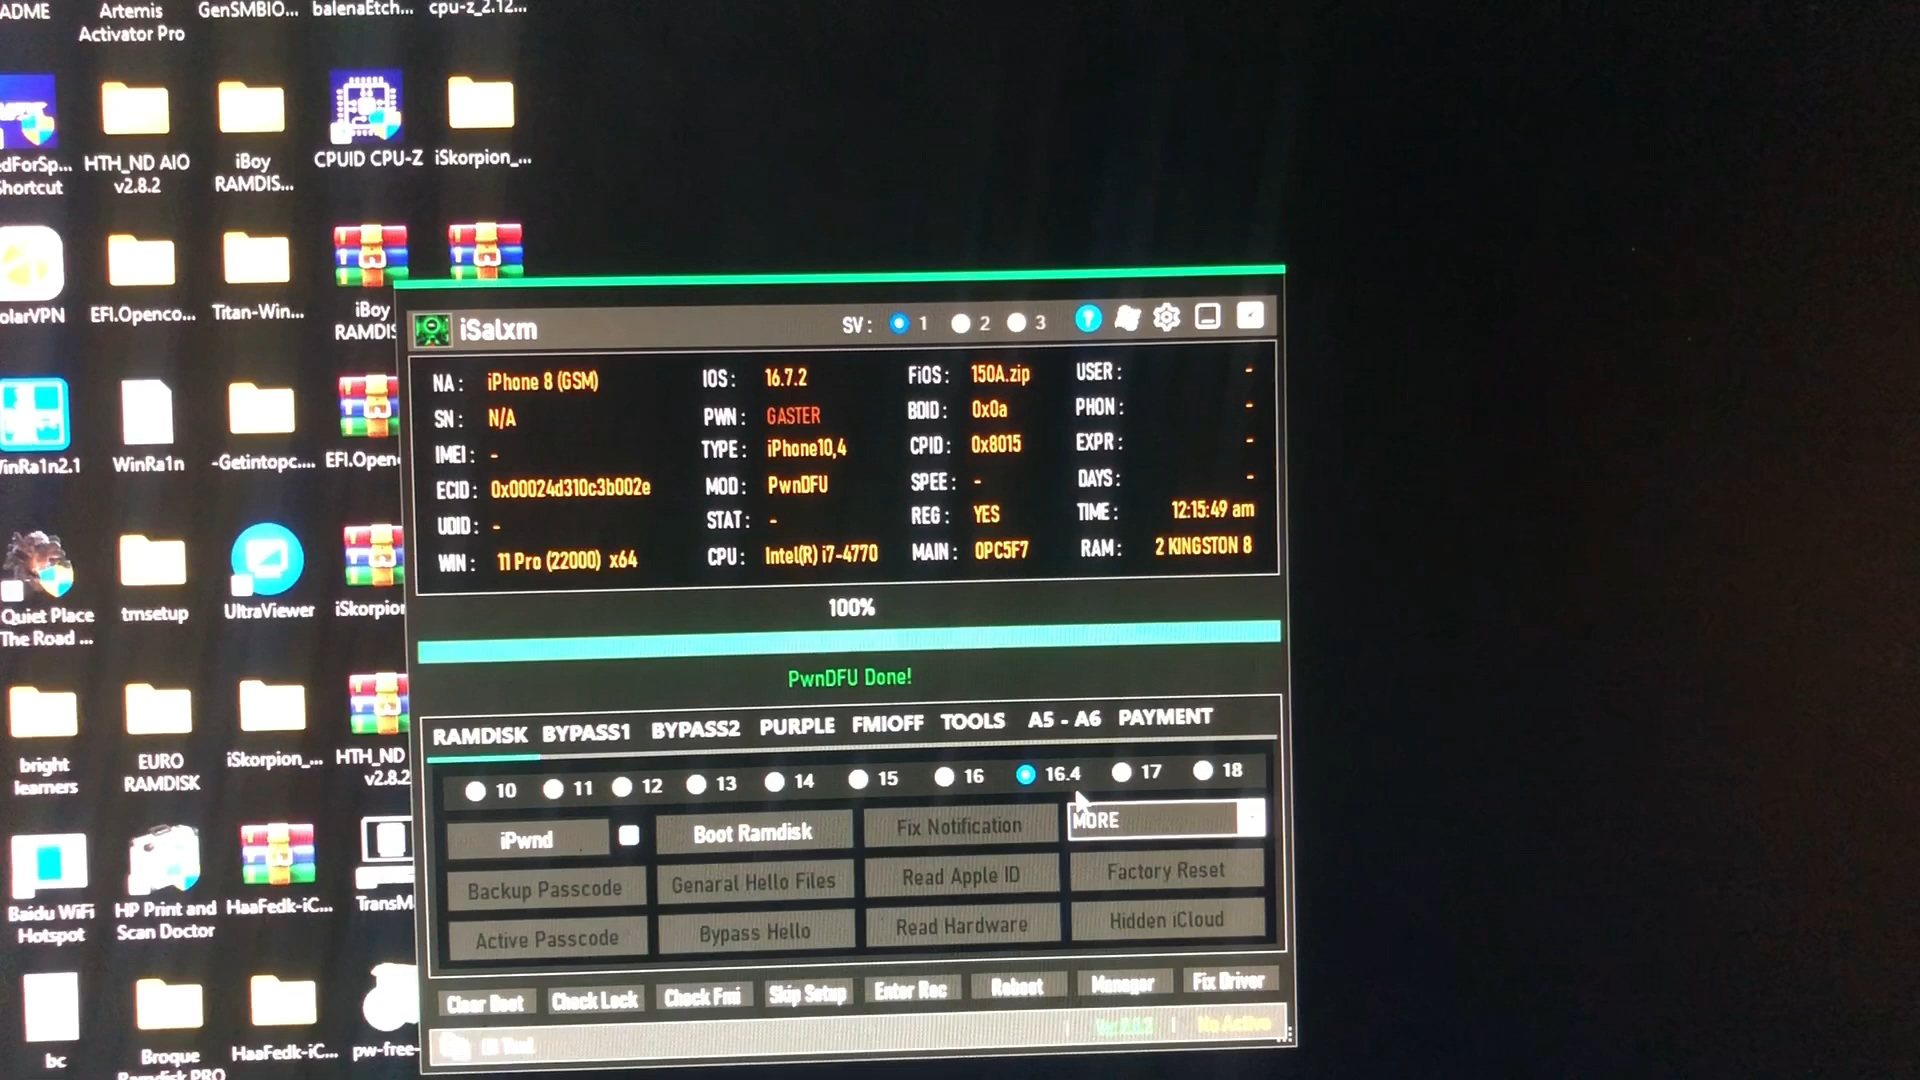 ADME
Artemis
Activator Pro
GenSMBIO...
balenaEtch...
cpu-z_2.12...
edForSp...
Shortcut
HTH_ND AIO
v2.8.2
iBoy
RAMDIS...
CPUID CPU-Z
iSkorpion_...
olarVPN
EFI.Openco...
Titan-Win...
iBoy
RAMDIS
WinRa1n2.1
WinRa1n
-Getintopc....
EFI.Open
Quiet Place
The Road ...
tmsetup
UltraViewer
iSkorpion
bright
learners
EURO
RAMDISK
iSkorpion_...
HTH_ND
v2.8.2
Baidu WiFi
Hotspot
HP Print and
Scan Doctor
HaaFedk-iC...
TransMa
bc
Broque
Ramdisk PRO
HaaFedk-iC...
pw-free-
iSalxm
SV: 1 2 3
NA: iPhone 8 (GSM) IOS: 16.7.2 FiOS: 150A.zip USER: -
SN: N/A PWN: GASTER BDID: 0x0a PHON: -
IMEI: - TYPE: iPhone10,4 CPID: 0x8015 EXPR: -
ECID: 0x00024d310c3b002e MOD: PwnDFU SPEE: - DAYS: -
UDID: - STAT: - REG: YES TIME: 12:15:49 am
WIN: 11 Pro (22000) x64 CPU: Intel(R) i7-4770 MAIN: 0PC5F7 RAM: 2 KINGSTON 8
100%
PwnDFU Done!
RAMDISK BYPASS1 BYPASS2 PURPLE FMIOFF TOOLS A5 - A6 PAYMENT
10 11 12 13 14 15 16 16.4 17 18
iPwnd Boot Ramdisk Fix Notification MORE
Backup Passcode Genaral Hello Files Read Apple ID Factory Reset
Active Passcode Bypass Hello Read Hardware Hidden iCloud
Clear Boot Check Lock Check Fmi Skip Setup Enter Rec Reboot Manager Fix Driver
No Active